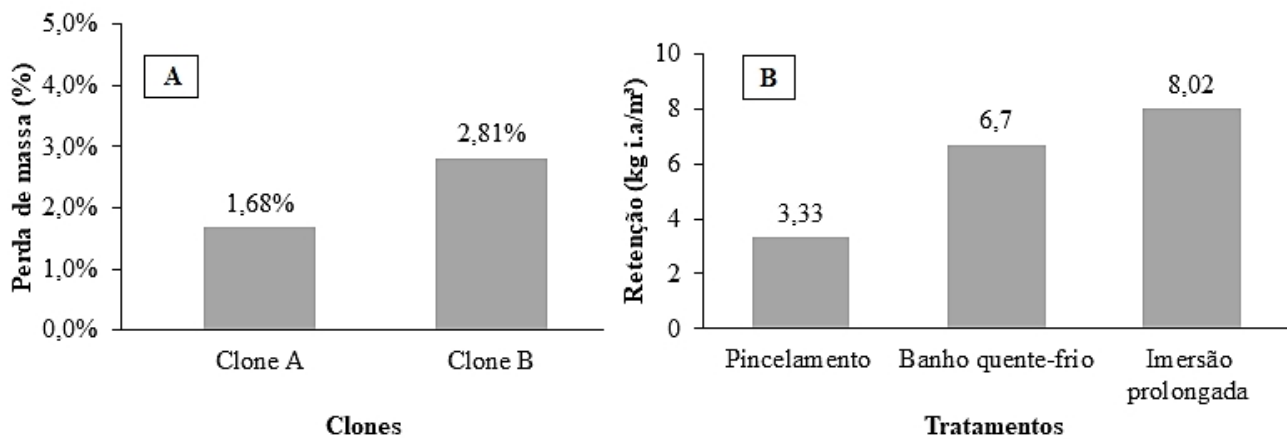 A
Perda de massa (%)
5,0%
4,0%
3,0%
2,0%
1,0%
0,0%
1,68%
2,81%
Clone A
Clone B
Clones
B
Retenção (kg i.a/m³)
10
8
6
4
2
0
3,33
6,7
8,02
Pincelamento
Banho quente-frio
Imersão
prolongada
Tratamentos